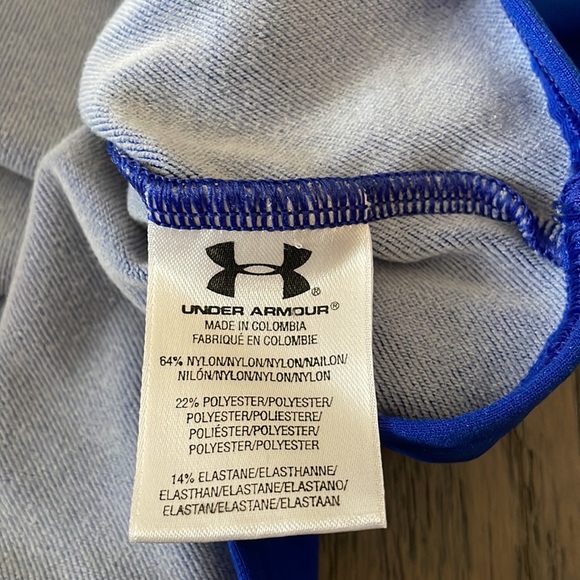 ®
UNDER ARMOUR®
MADE IN COLOMBIA
FABRIQUÉ EN COLOMBIE
64% NYLON/NYLON/NYLON/NAILON/
NILÓN/NYLON/NYLON/NYLON
22% POLYESTER/POLYESTER/
POLYESTER/POLIESTERE/
POLIÉSTER/POLYESTER/
POLYESTER/POLYESTER
14% ELASTANE/ELASTHANNE/
ELASTHAN/ELASTANE/ELASTANO/
ELASTAN/ELASTANE/ELASTAAN